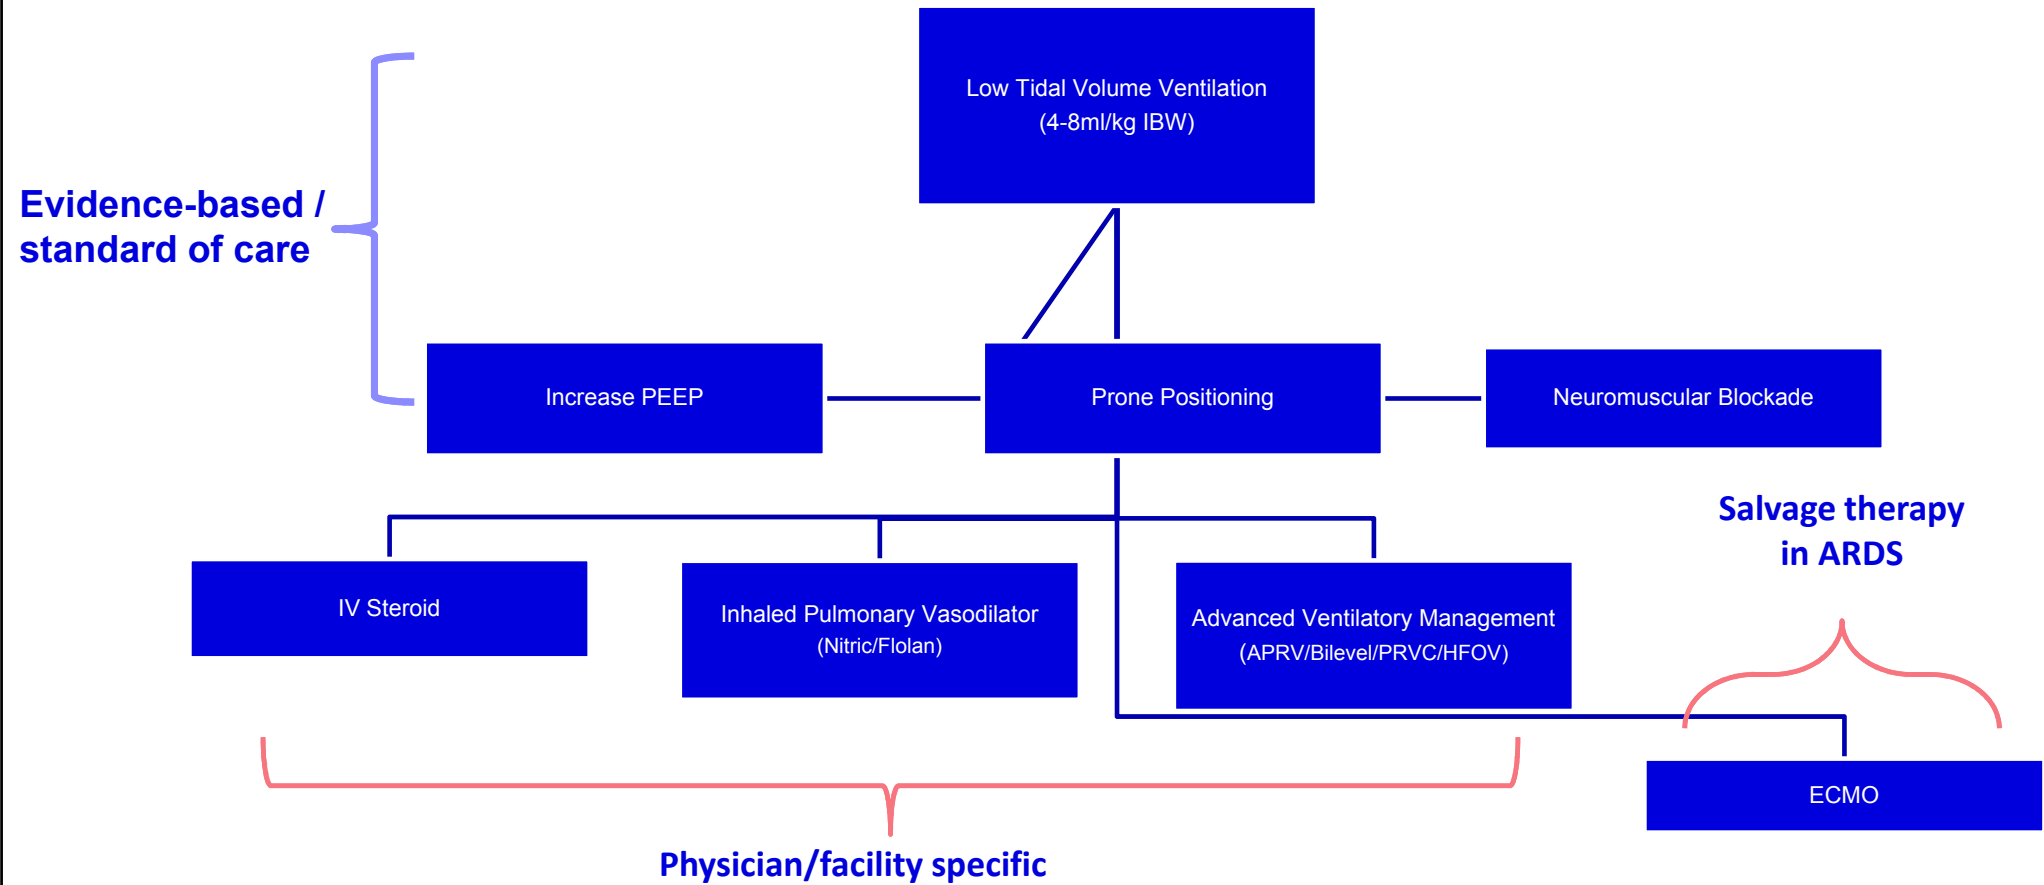 Low Tidal Volume Ventilation
(4-8ml/kg IBW)
Evidence-based /
standard of care
Increase PEEP
Prone Positioning
Neuromuscular Blockade
Salvage therapy
in ARDS
IV Steroid
Inhaled Pulmonary Vasodilator
(Nitric/Flolan)
Advanced Ventilatory Management
(APRV/Bilevel/PRVC/HFOV)
ECMO
Physician/facility specific